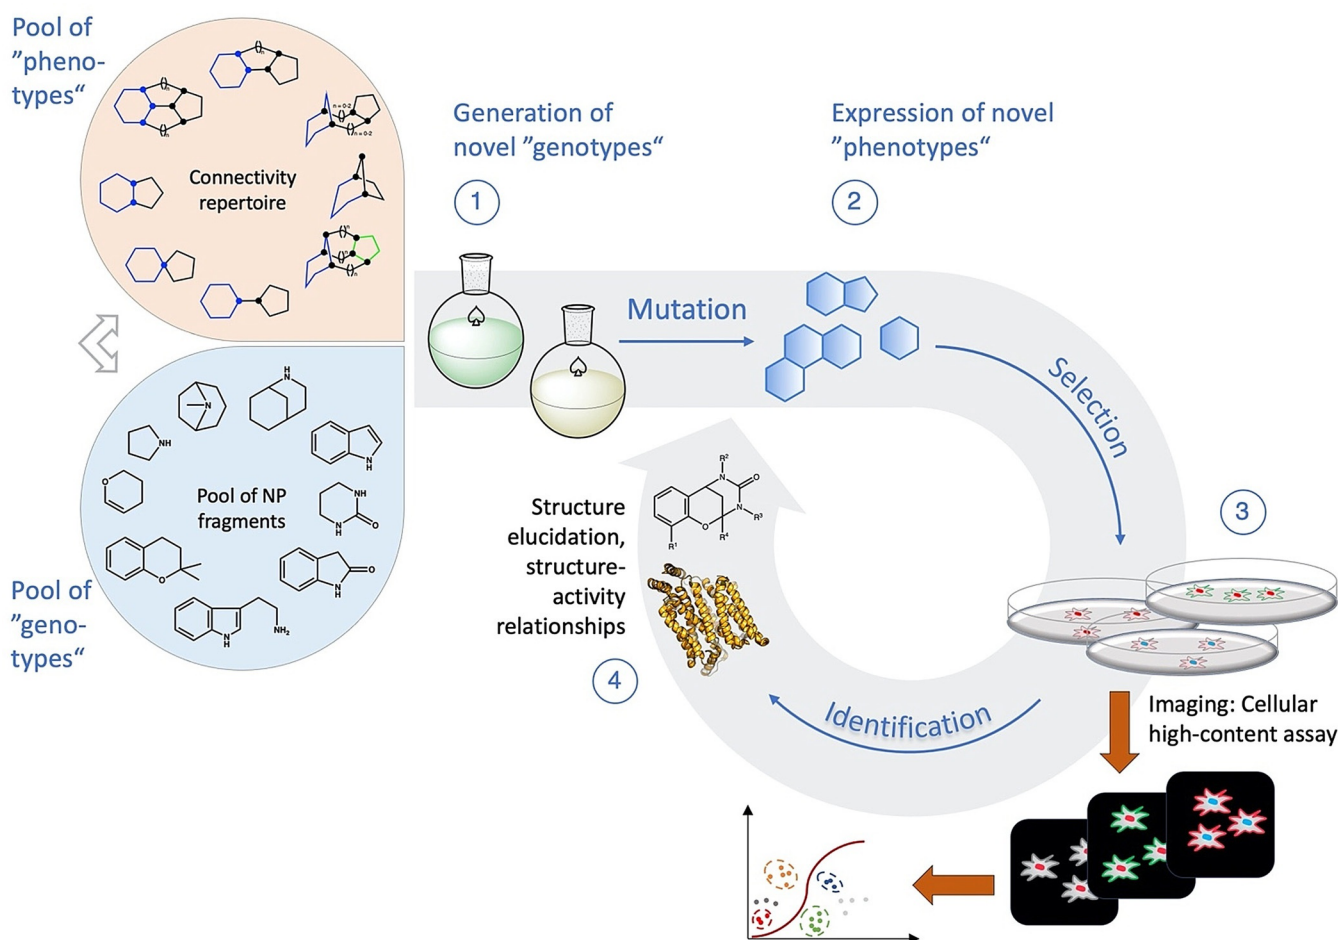 Pool of
”pheno-
types“
Connectivity
repertoire
()n
()n
()n
n = 0-2
()
()n = 0-2
()n
()n
()n
Pool of NP
fragments
N
H
N
NH
N
H
O
NH
N
H
O
O
N
H
O
N
H
NH2
Pool of
”geno-
types“
Generation of
novel ”genotypes“
1
Expression of novel
”phenotypes“
2
Mutation
Selection
3
Imaging: Cellular
high-content assay
Identification
Structure
elucidation,
structure-
activity
relationships
4
R2
N
O
N
R3
O
R4
R1